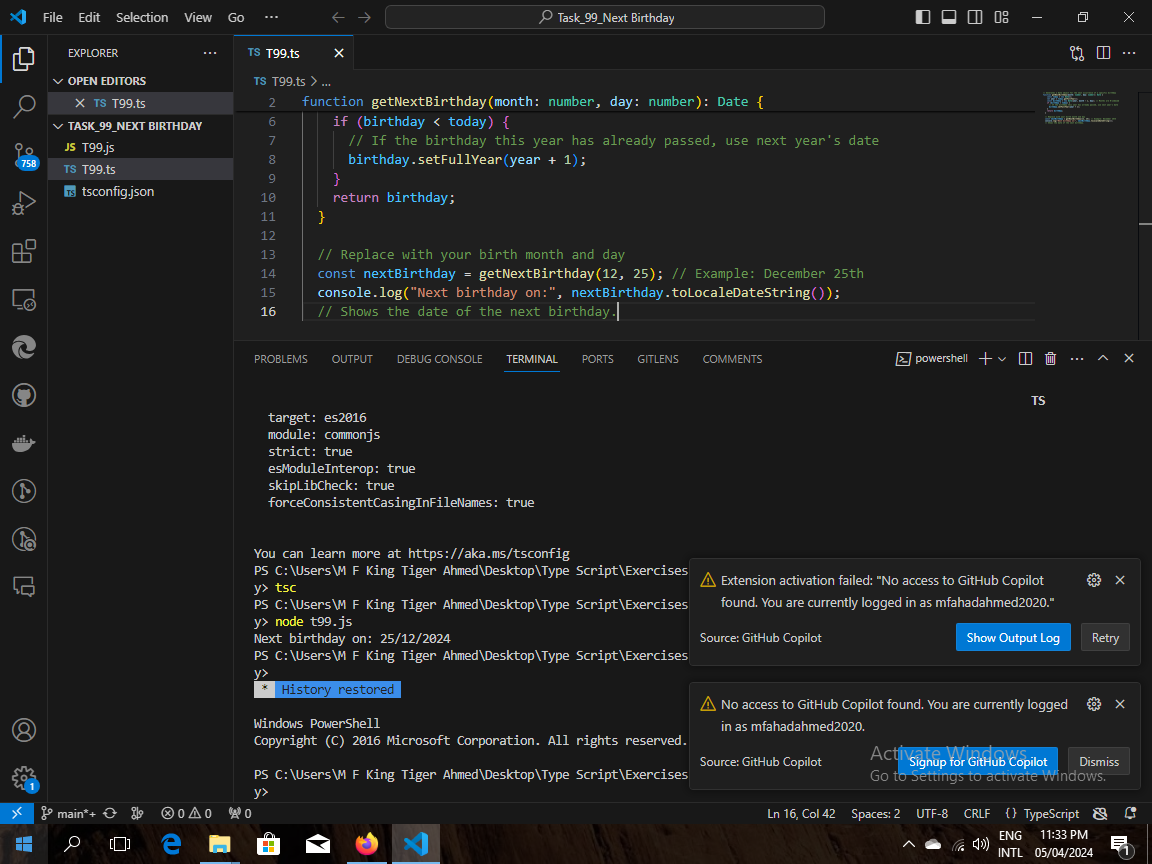 File Edit Selection View Go ··· Task_99_Next Birthday
EXPLORER ···
OPEN EDITORS
TS T99.ts
TASK_99_NEXT BIRTHDAY
JS T99.js
TS T99.ts
TS tsconfig.json
758
1
TS T99.ts
TS T99.ts > ...
2 function getNextBirthday(month: number, day: number): Date {
6 if (birthday < today) {
7 // If the birthday this year has already passed, use next year's date
8 birthday.setFullYear(year + 1);
9 }
10 return birthday;
11 }
12
13 // Replace with your birth month and day
14 const nextBirthday = getNextBirthday(12, 25); // Example: December 25th
15 console.log("Next birthday on:", nextBirthday.toLocaleDateString());
16 // Shows the date of the next birthday.
PROBLEMS OUTPUT DEBUG CONSOLE TERMINAL PORTS GITLENS COMMENTS powershell
TS
target: es2016
module: commonjs
strict: true
esModuleInterop: true
skipLibCheck: true
forceConsistentCasingInFileNames: true
You can learn more at https://aka.ms/tsconfig
PS C:\Users\M F King Tiger Ahmed\Desktop\Type Script\Exercises
y> tsc
PS C:\Users\M F King Tiger Ahmed\Desktop\Type Script\Exercises
y> node t99.js
Next birthday on: 25/12/2024
PS C:\Users\M F King Tiger Ahmed\Desktop\Type Script\Exercises
y>
* History restored
Windows PowerShell
Copyright (C) 2016 Microsoft Corporation. All rights reserved.
PS C:\Users\M F King Tiger Ahmed\Desktop\Type Script\Exercises
y>
Extension activation failed: "No access to GitHub Copilot
found. You are currently logged in as mfahadahmed2020."
Source: GitHub Copilot Show Output Log Retry
No access to GitHub Copilot found. You are currently logged
in as mfahadahmed2020.
Source: GitHub Copilot Signup for GitHub Copilot Dismiss
Activate Windows
Go to Settings to activate Windows.
main*+ 0 0 0 Ln 16, Col 42 Spaces: 2 UTF-8 CRLF {} TypeScript
ENG
INTL
11:33 PM
05/04/2024
1